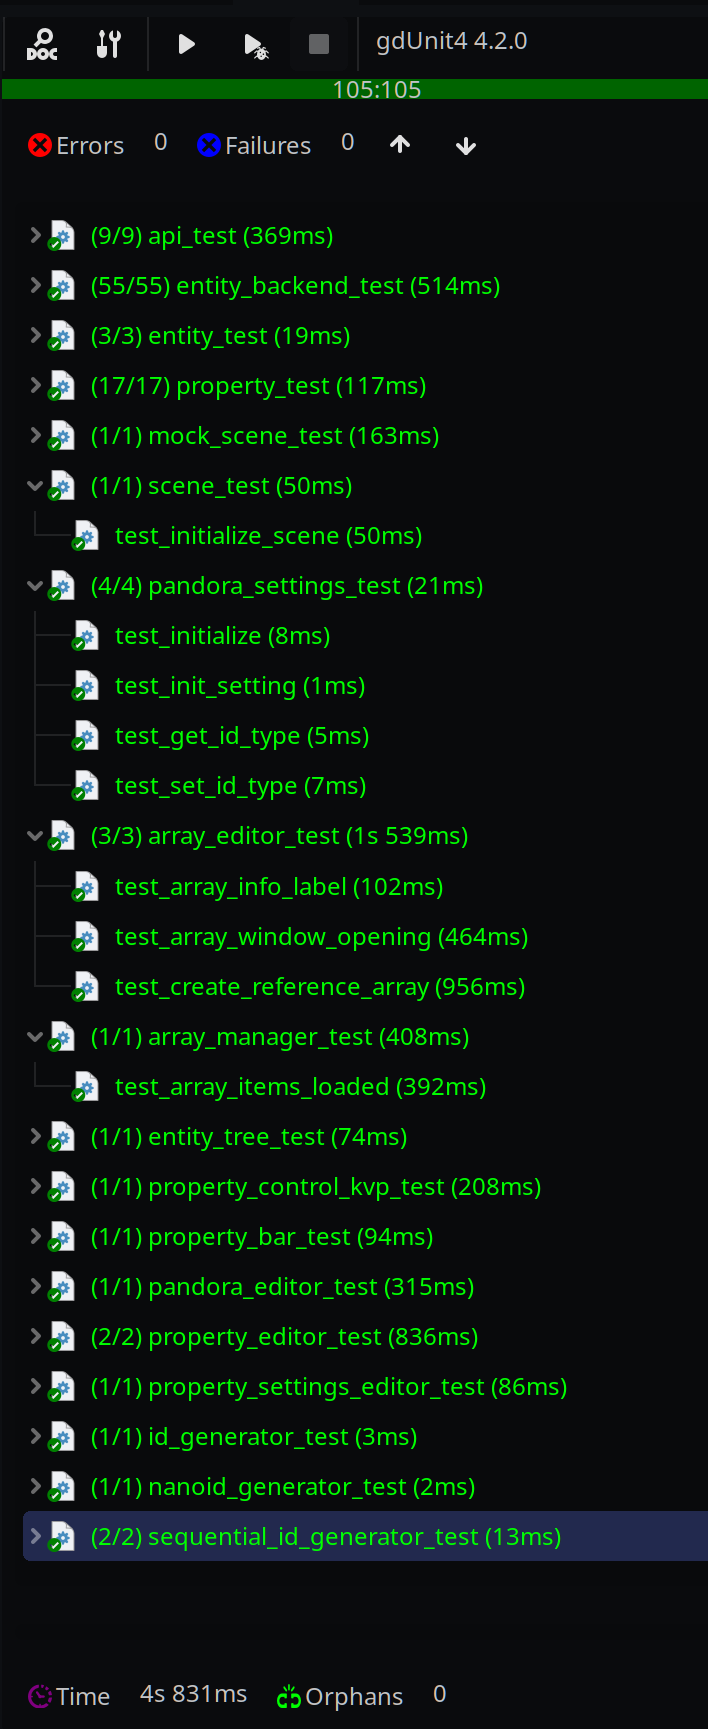 DOC
gdUnit4 4.2.0
105:105
Errors 0 Failures 0
(9/9) api_test (369ms)
(55/55) entity_backend_test (514ms)
(3/3) entity_test (19ms)
(17/17) property_test (117ms)
(1/1) mock_scene_test (163ms)
(1/1) scene_test (50ms)
test_initialize_scene (50ms)
(4/4) pandora_settings_test (21ms)
test_initialize (8ms)
test_init_setting (1ms)
test_get_id_type (5ms)
test_set_id_type (7ms)
(3/3) array_editor_test (1s 539ms)
test_array_info_label (102ms)
test_array_window_opening (464ms)
test_create_reference_array (956ms)
(1/1) array_manager_test (408ms)
test_array_items_loaded (392ms)
(1/1) entity_tree_test (74ms)
(1/1) property_control_kvp_test (208ms)
(1/1) property_bar_test (94ms)
(1/1) pandora_editor_test (315ms)
(2/2) property_editor_test (836ms)
(1/1) property_settings_editor_test (86ms)
(1/1) id_generator_test (3ms)
(1/1) nanoid_generator_test (2ms)
(2/2) sequential_id_generator_test (13ms)
Time 4s 831ms Orphans 0